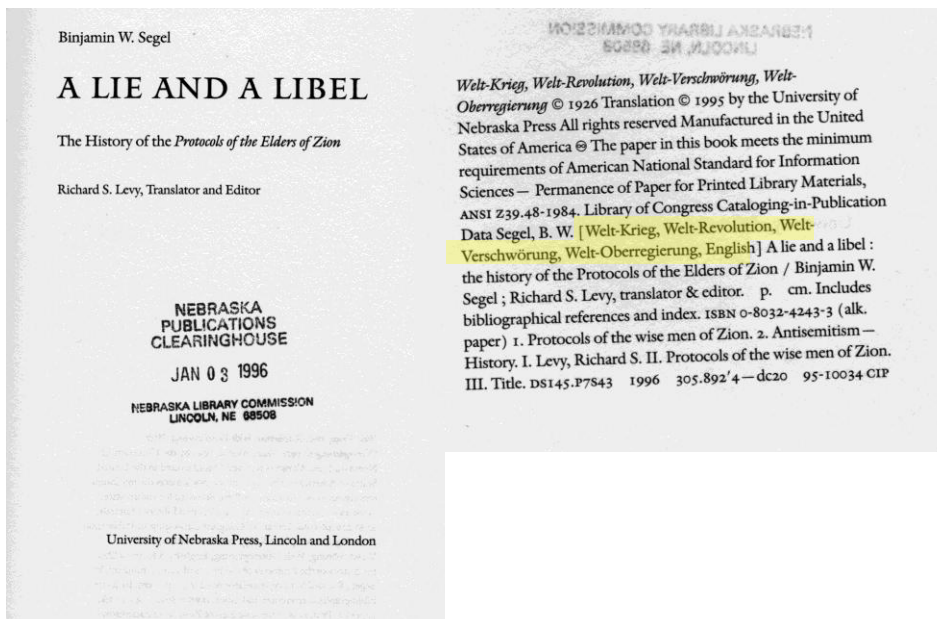 Binjamin W. Segel
A LIE AND A LIBEL
The History of the Protocols of the Elders of Zion
Richard S. Levy, Translator and Editor
NEBRASKA
PUBLICATIONS
CLEARINGHOUSE
JAN 03 1996
NEBRASKA LIBRARY COMMISSION
LINCOLN, NE 68508
University of Nebraska Press, Lincoln and London
NEBRASKA LIBRARY COMMISSION
LINCOLN, NE 68508
Welt-Krieg, Welt-Revolution, Welt-Verschwörung, Welt-
Oberregierung © 1926 Translation © 1995 by the University of
Nebraska Press All rights reserved Manufactured in the United
States of America ♾ The paper in this book meets the minimum
requirements of American National Standard for Information
Sciences — Permanence of Paper for Printed Library Materials,
ANSI Z39.48-1984. Library of Congress Cataloging-in-Publication
Data Segel, B. W. [Welt-Krieg, Welt-Revolution, Welt-
Verschwörung, Welt-Oberregierung, English] A lie and a libel :
the history of the Protocols of the Elders of Zion / Binjamin W.
Segel ; Richard S. Levy, translator & editor. p. cm. Includes
bibliographical references and index. ISBN 0-8032-4243-3 (alk.
paper) 1. Protocols of the wise men of Zion. 2. Antisemitism —
History. I. Levy, Richard S. II. Protocols of the wise men of Zion.
III. Title. DS145.P7S43 1996 305.892'4—dc20 95-10034 CIP